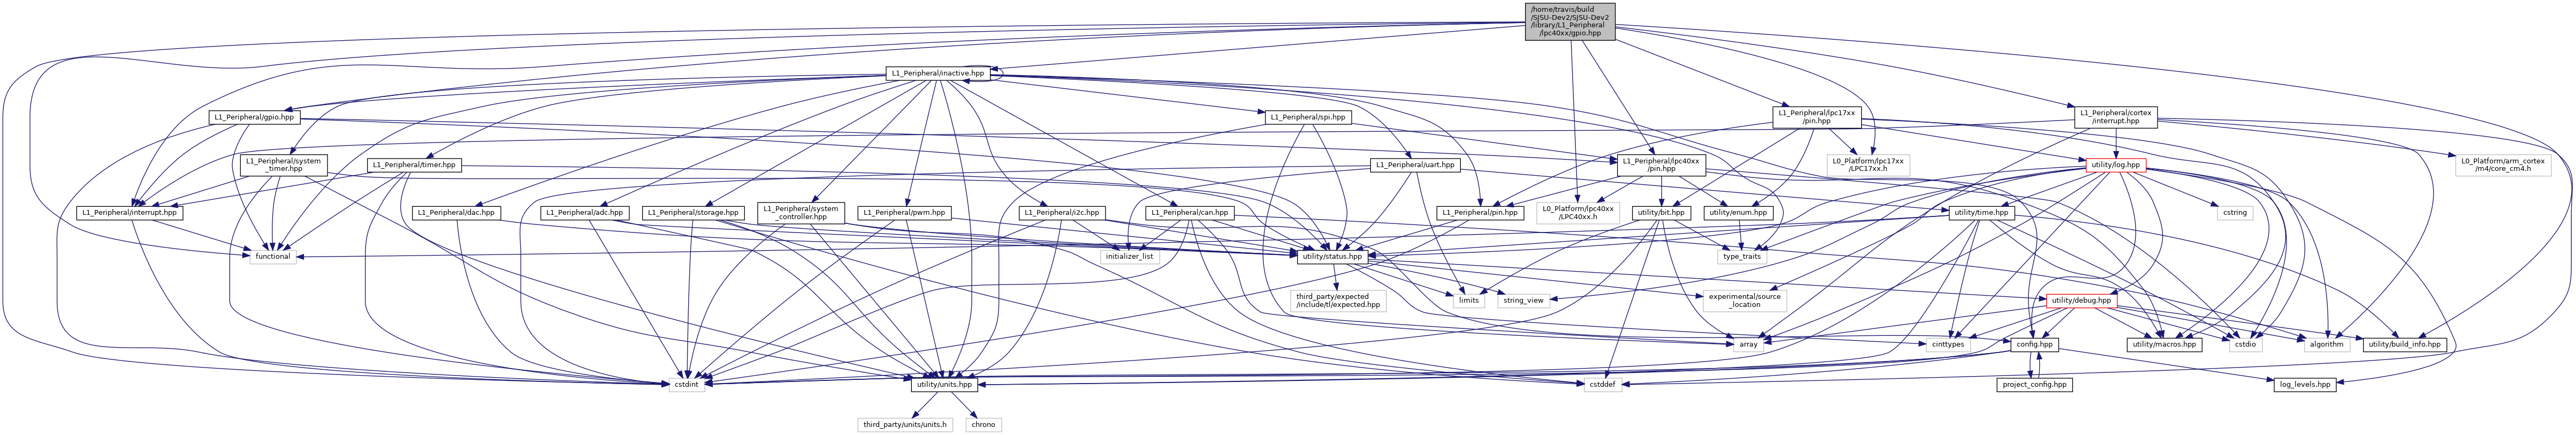 /home/travis/build
/SJSU-Dev2/SJSU-Dev2
/library/L1_Peripheral
/lpc40xx/gpio.hpp
L1_Peripheral/inactive.hpp
L1_Peripheral/gpio.hpp
L1_Peripheral/spi.hpp
L1_Peripheral/lpc17xx
/pin.hpp
L1_Peripheral/cortex
/interrupt.hpp
L1_Peripheral/system
_timer.hpp
L1_Peripheral/timer.hpp
L1_Peripheral/uart.hpp
L1_Peripheral/lpc40xx
/pin.hpp
L0_Platform/lpc17xx
/LPC17xx.h
utility/log.hpp
L0_Platform/arm_cortex
/m4/core_cm4.h
L1_Peripheral/interrupt.hpp
L1_Peripheral/dac.hpp
L1_Peripheral/adc.hpp
L1_Peripheral/storage.hpp
L1_Peripheral/system
_controller.hpp
L1_Peripheral/pwm.hpp
L1_Peripheral/i2c.hpp
L1_Peripheral/can.hpp
L1_Peripheral/pin.hpp
L0_Platform/lpc40xx
/LPC40xx.h
utility/bit.hpp
utility/enum.hpp
utility/time.hpp
cstring
functional
initializer_list
utility/status.hpp
type_traits
third_party/expected
/include/tl/expected.hpp
limits
string_view
experimental/source
_location
utility/debug.hpp
array
cinttypes
config.hpp
utility/macros.hpp
cstdio
algorithm
utility/build_info.hpp
cstdint
utility/units.hpp
cstddef
project_config.hpp
log_levels.hpp
third_party/units/units.h
chrono